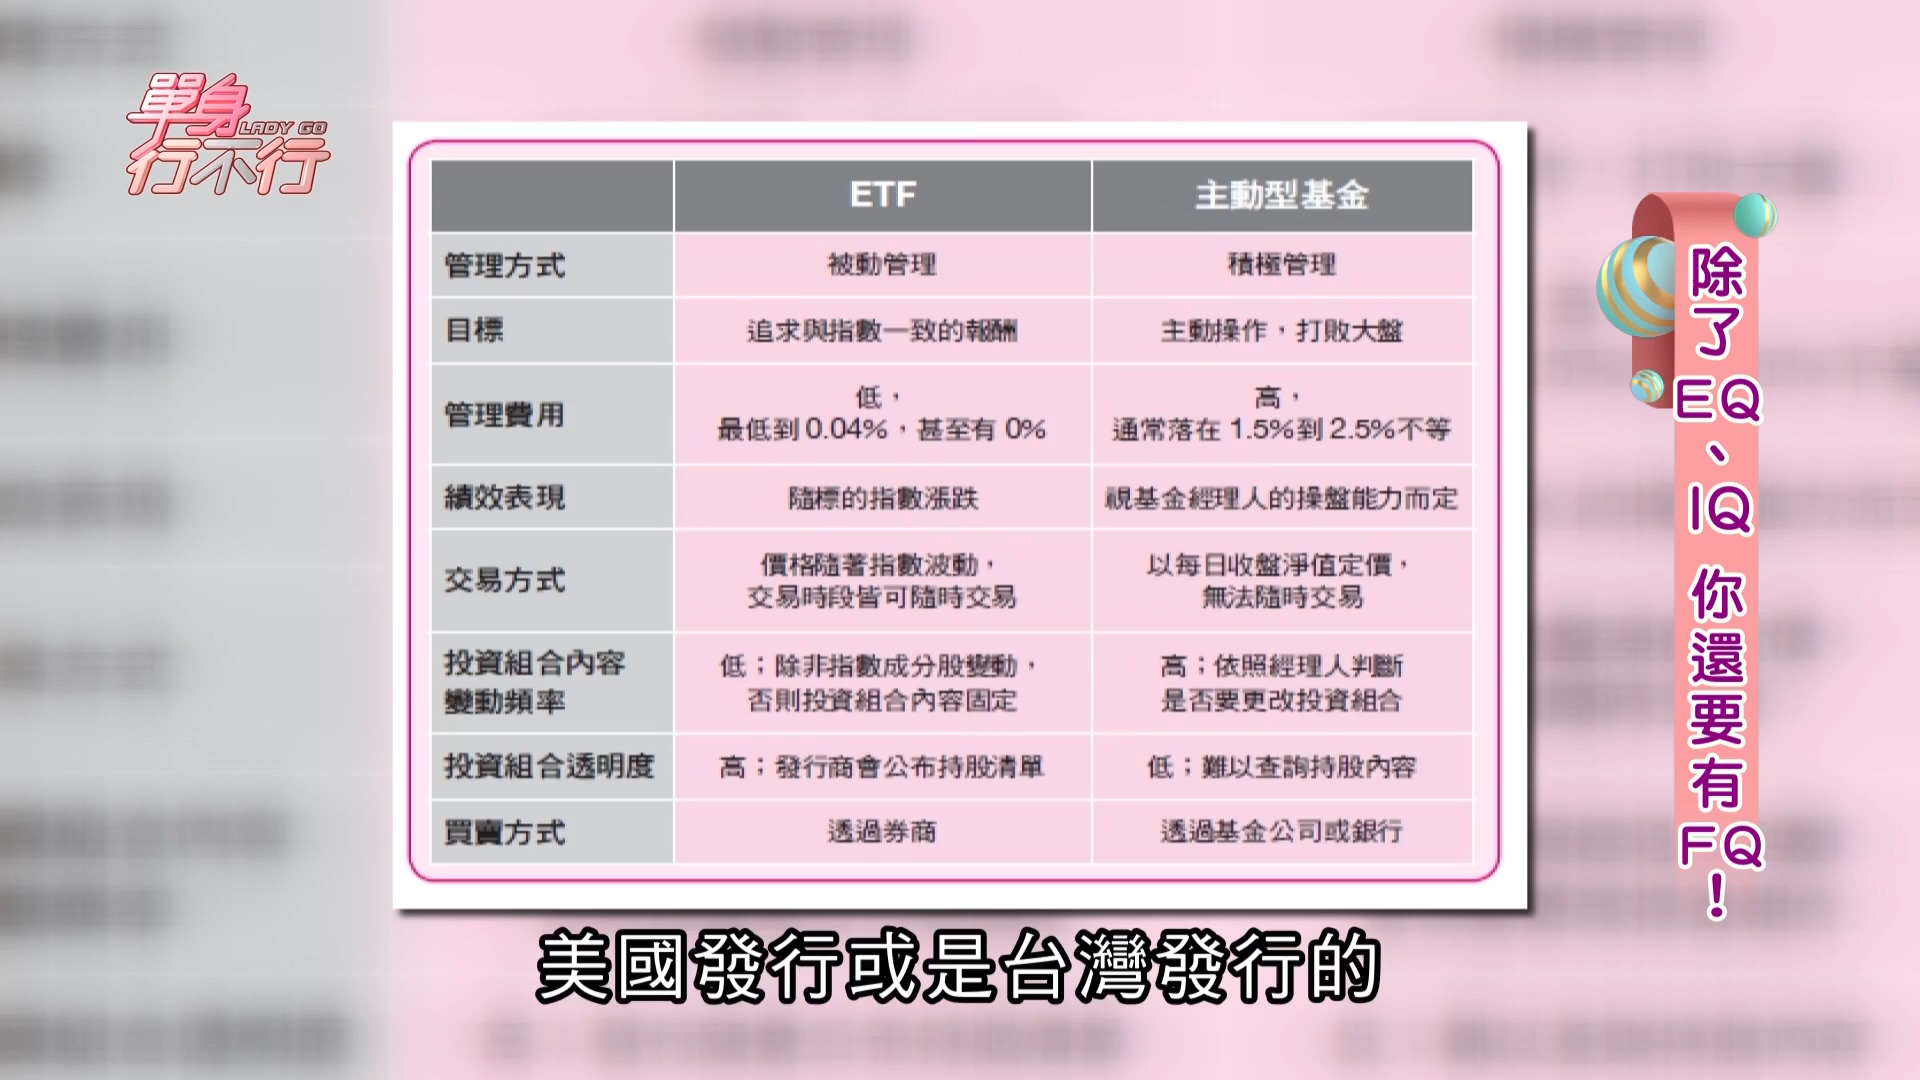 單身
LADY GO
行不行
ETF
主動型基金
管理方式
被動管理
積極管理
目標
追求與指數一致的報酬
主動操作，打敗大盤
管理費用
低，
最低到 0.04%，甚至有 0%
高，
通常落在 1.5%到 2.5%不等
績效表現
隨標的指數漲跌
視基金經理人的操盤能力而定
交易方式
價格隨著指數波動，
交易時段皆可隨時交易
以每日收盤淨值定價，
無法隨時交易
投資組合內容
變動頻率
低；除非指數成分股變動，
否則投資組合內容固定
高；依照經理人判斷
是否要更改投資組合
投資組合透明度
高；發行商會公布持股清單
低；難以查詢持股內容
買賣方式
透過券商
透過基金公司或銀行
除了EQ、IQ 你還要有FQ！
美國發行或是台灣發行的